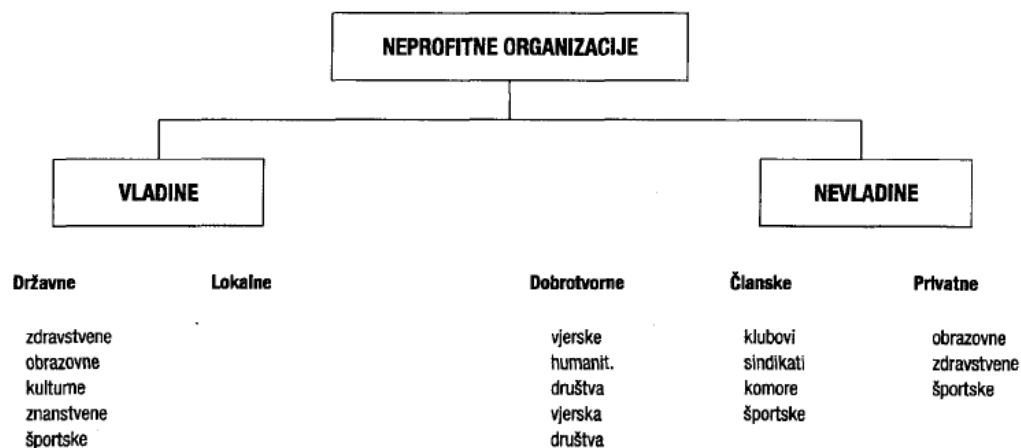 NEPROFITNE ORGANIZACIJE
VLADINE
NEVLADINE
Državne
Lokalne
Dobrotvorne
Članske
Privatne
zdravstvene
obrazovne
kulturne
znanstvene
športske
vjerske
humanit.
društva
vjerska
društva
klubovi
sindikati
komore
športske
obrazovne
zdravstvene
športske